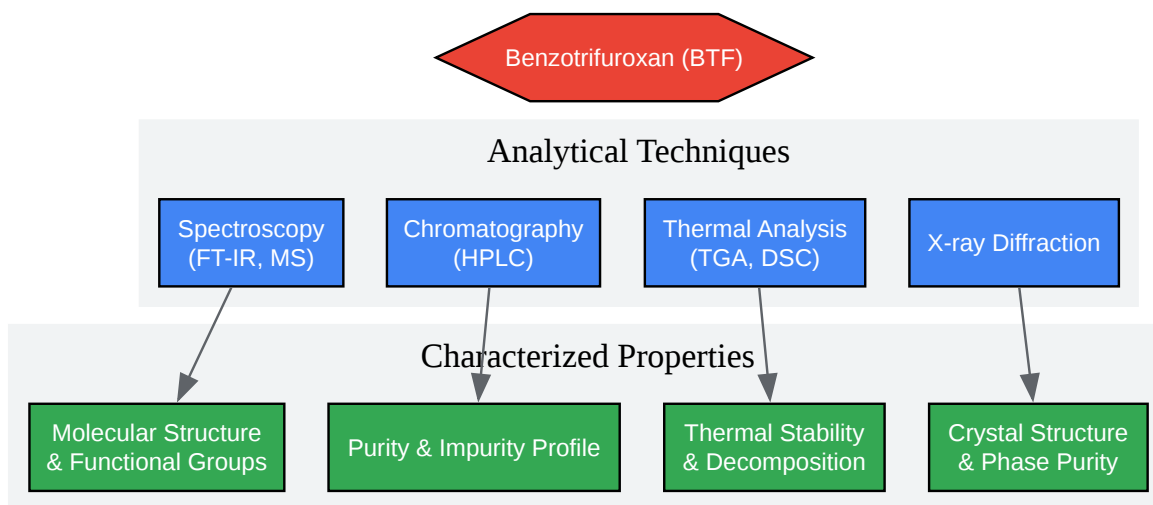 Benzotrifuroxan (BTF)
Analytical Techniques
Spectroscopy
(FT-IR, MS)
Chromatography
(HPLC)
Thermal Analysis
(TGA, DSC)
X-ray Diffraction
Characterized Properties
Molecular Structure
& Functional Groups
Purity & Impurity Profile
Thermal Stability
& Decomposition
Crystal Structure
& Phase Purity